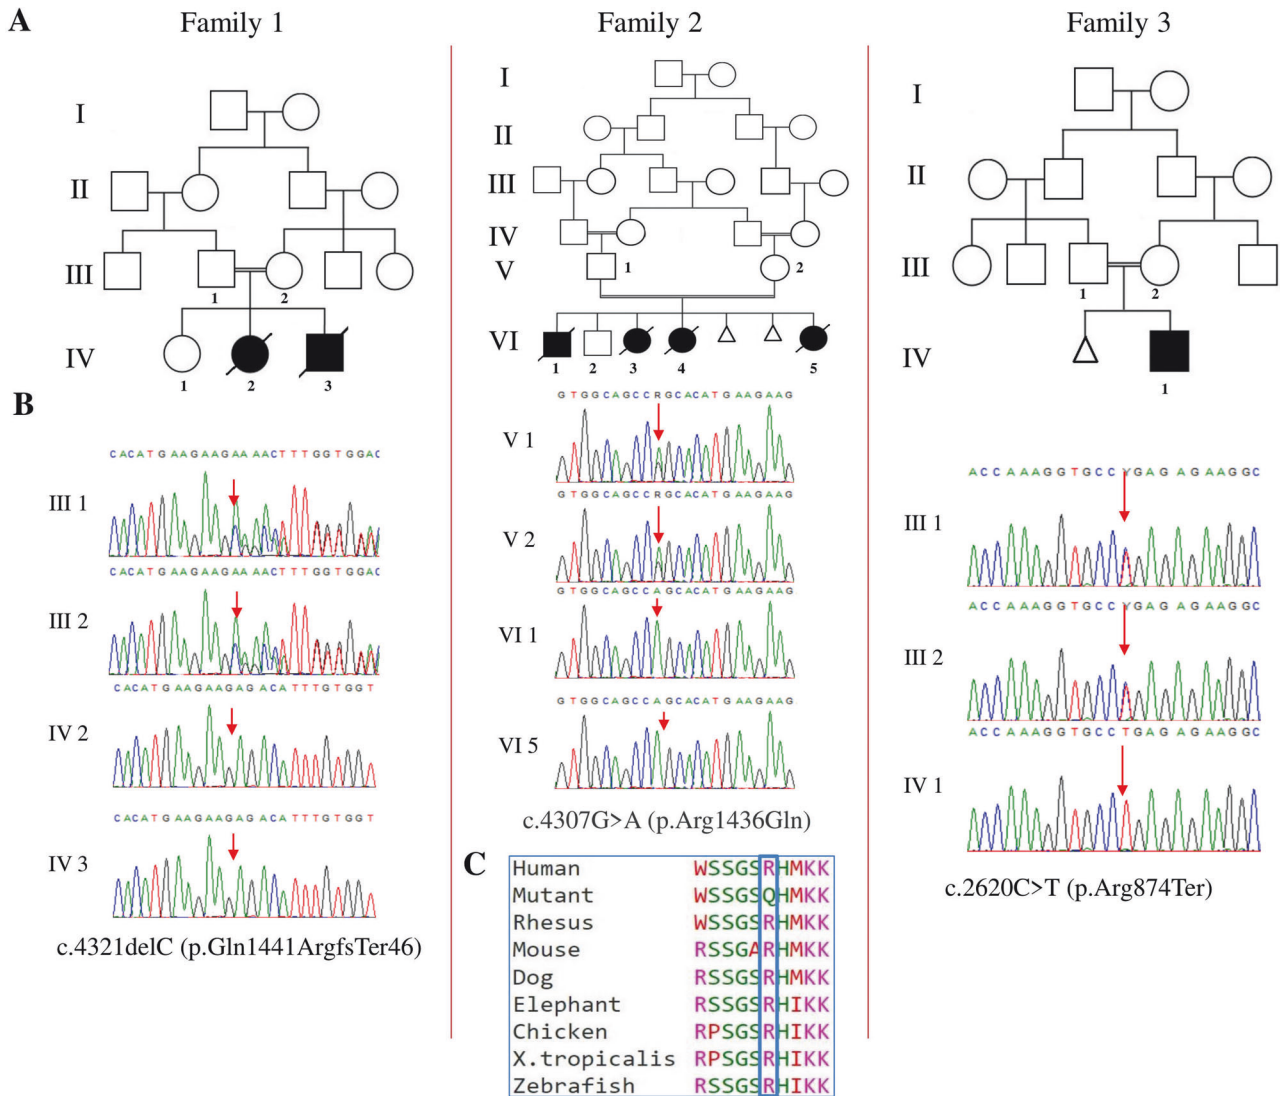 A
Family 1
Family 2
Family 3
I
II
III
1
2
IV
1
2
3
I
II
III
IV
V
1
2
VI
1
2
3
4
5
I
II
III
1
2
IV
1
B
CACATGAAGAAGAAAACTTTGGTGGAC
III 1
CACATGAAGAAGAAAACTTTGGTGGAC
III 2
CACATGAAGAAGAGACATTTGTGGT
IV 2
CACATGAAGAAGAGACATTTGTGGT
IV 3
c.4321delC (p.Gln1441ArgfsTer46)
GTGGCAGCCRGCACATGAAGAAG
V 1
GTGGCAGCCRGCACATGAAGAAG
V 2
GTGGCAGCCAGCACATGAAGAAG
VI 1
GTGGCAGCCAGCACATGAAGAAG
VI 5
c.4307G>A (p.Arg1436Gln)
ACCAAAGGTGCCYGAGAGAAGGC
III 1
ACCAAAGGTGCCYGAGAGAAGGC
III 2
ACCAAAGGTGCCTGAGAGAAGGC
IV 1
c.2620C>T (p.Arg874Ter)
C
Human WSSGSRHMKK
Mutant WSSGSQHMKK
Rhesus WSSGSRHMKK
Mouse RSSGARHMKK
Dog RSSGSRHMKK
Elephant RSSGSRHIKK
Chicken RPSGSRHIKK
X.tropicalis RPSGSRHIKK
Zebrafish RSSGSRHIKK